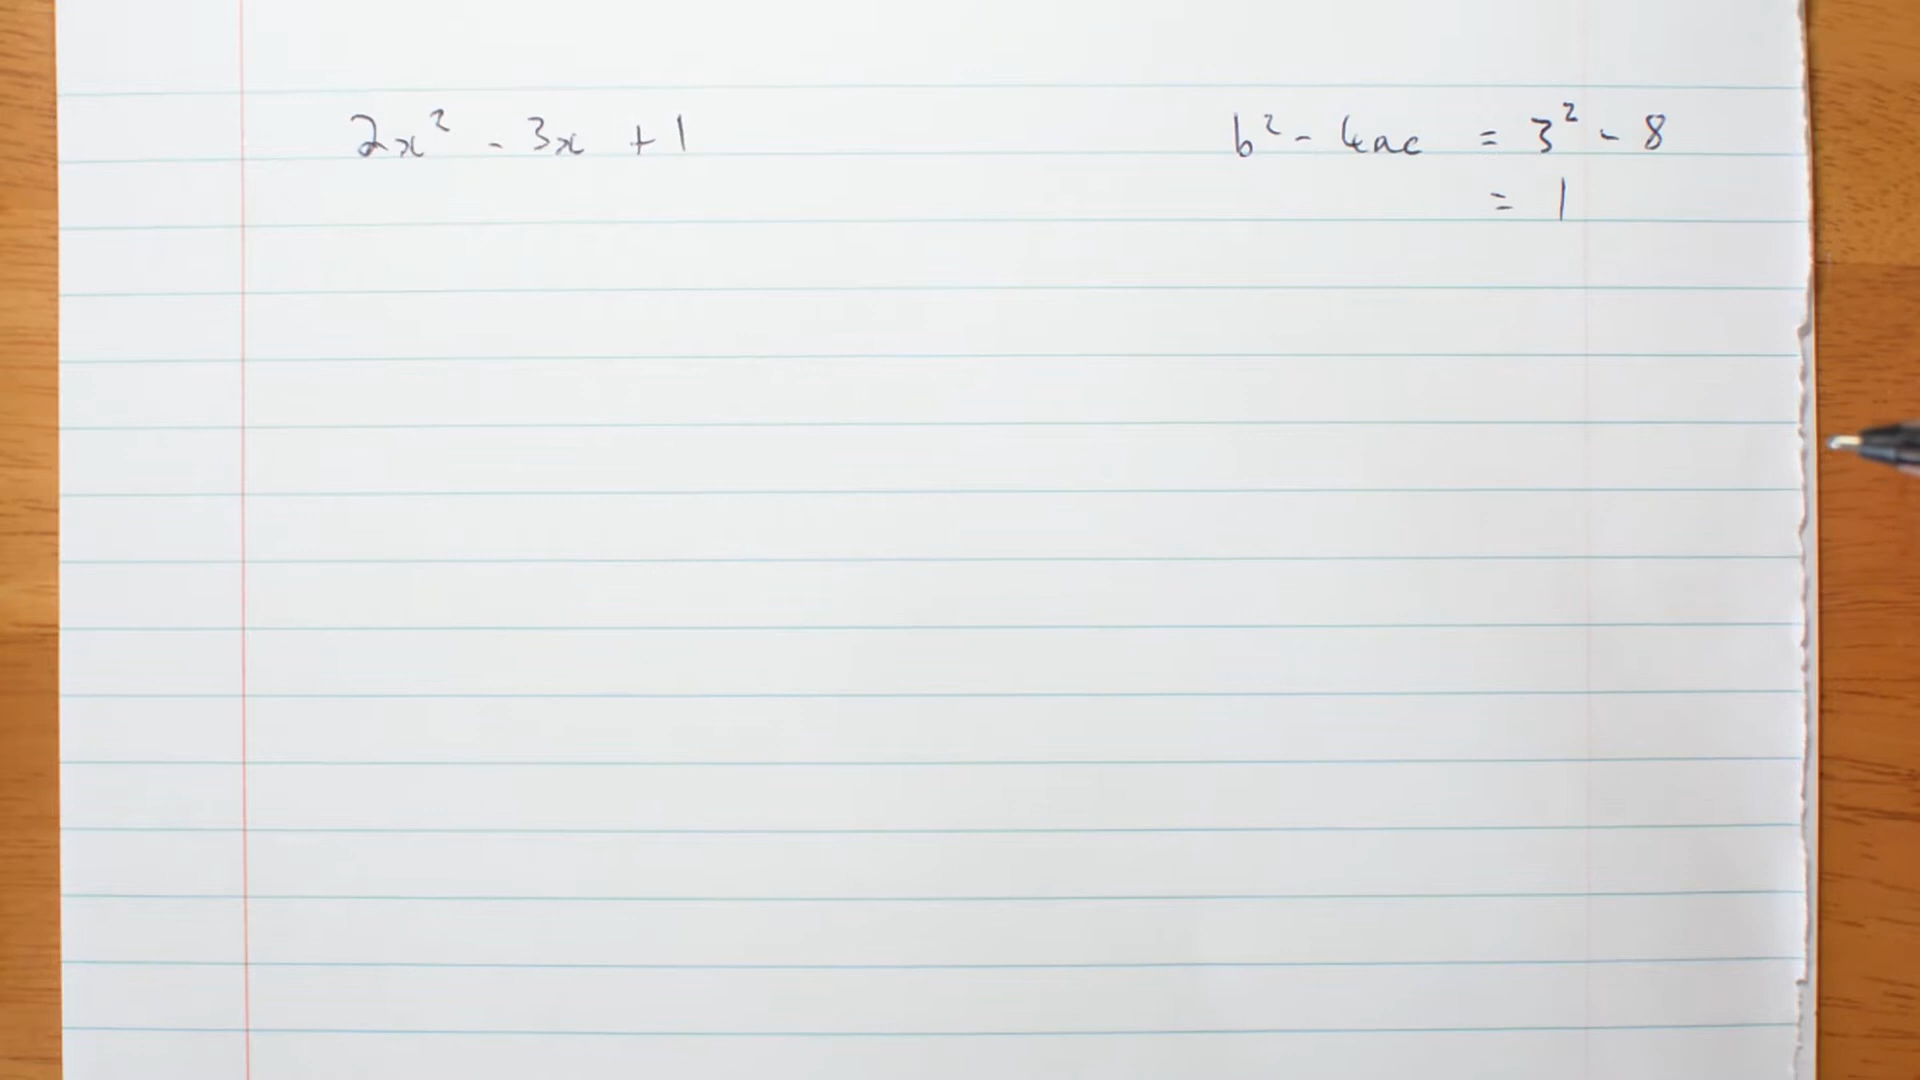 2x² - 3x + 1
b² - 4ac = 3² - 8
= 1